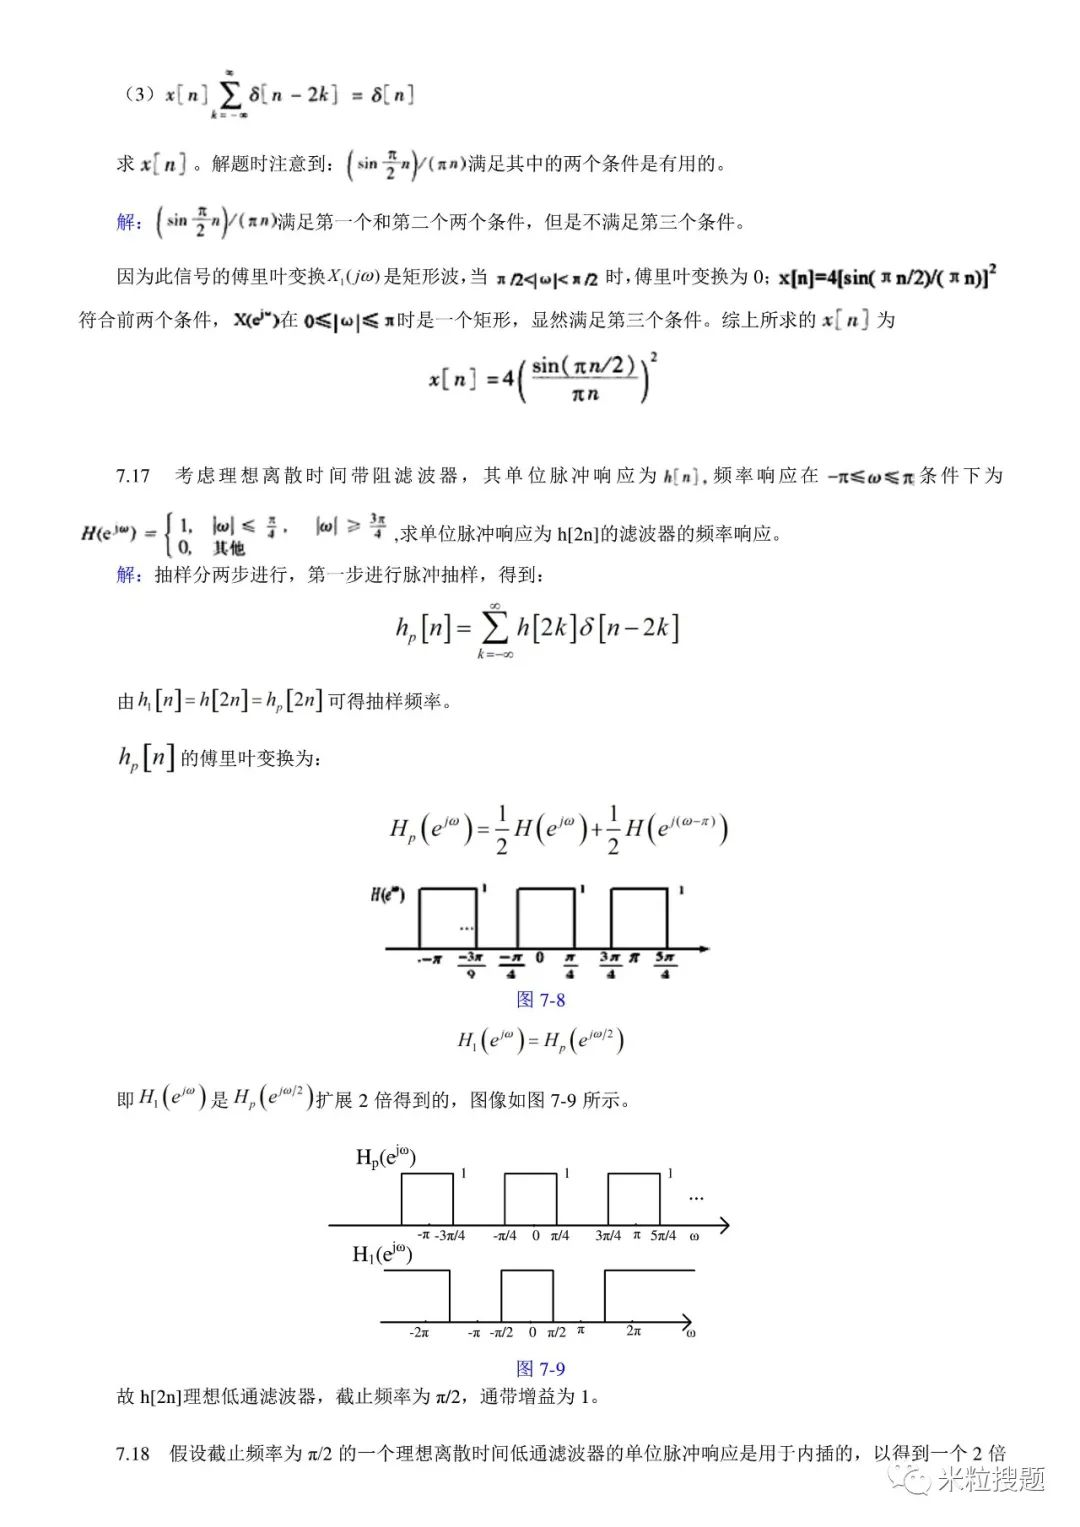 (3) x[n] ∑_{k=-∞}^{∞} δ[n - 2k] = δ[n]
求 x[n]。解题时注意到：(sin π/2 n)/(πn)满足其中的两个条件是有用的。
解：(sin π/2 n)/(πn)满足第一个和第二个两个条件，但是不满足第三个条件。
因为此信号的傅里叶变换X₁(jω)是矩形波，当 π/2<|ω|<π/2 时，傅里叶变换为 0；x[n]=4[sin(πn/2)/(πn)]²
符合前两个条件，X(e^{jω})在 0≤|ω|≤π时是一个矩形，显然满足第三个条件。综上所求的 x[n] 为
x[n] = 4(sin(πn/2)/πn)²
7.17 考虑理想离散时间带阻滤波器，其单位脉冲响应为 h[n],频率响应在 -π≤ω≤π条件下为
H(e^{jω}) = { 1, |ω| ≤ π/4, |ω| ≥ 3π/4
0, 其他 ,求单位脉冲响应为 h[2n]的滤波器的频率响应。
解：抽样分两步进行，第一步进行脉冲抽样，得到：
h_p[n] = ∑_{k=-∞}^{∞} h[2k]δ[n-2k]
由 h₁[n]=h[2n]=h_p[2n] 可得抽样频率。
h_p[n] 的傅里叶变换为：
H_p(e^{jω}) = 1/2 H(e^{jω}) + 1/2 H(e^{j(ω-π)})
H(e^{jω}) 1 1 1
...
-π -3π/9 -π/4 0 π/4 3π/4 π 5π/4
图 7-8
H₁(e^{jω}) = H_p(e^{jω/2})
即 H₁(e^{jω}) 是 H_p(e^{jω/2})扩展 2 倍得到的，图像如图 7-9 所示。
H_p(e^{jω})
1 1 1 ...
-π -3π/4 -π/4 0 π/4 3π/4 π 5π/4 ω
H₁(e^{jω})
-2π -π -π/2 0 π/2 π 2π ω
图 7-9
故 h[2n]理想低通滤波器，截止频率为 π/2，通带增益为 1。
7.18 假设截止频率为 π/2 的一个理想离散时间低通滤波器的单位脉冲响应是用于内插的，以得到一个 2 倍
米粒搜题